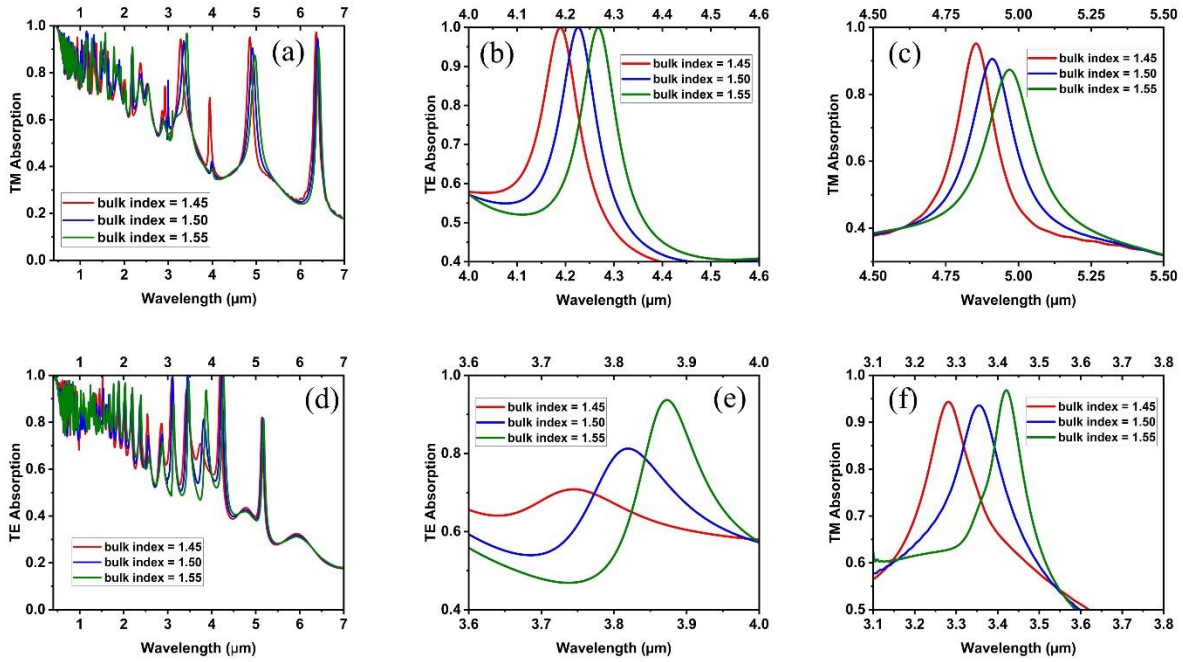 1 2 3 4 5 6 7
1.0
0.8
0.6
0.4
0.2
0.0
TM Absorption
(a)
bulk index = 1.45
bulk index = 1.50
bulk index = 1.55
1 2 3 4 5 6 7
Wavelength (µm)
4.0 4.1 4.2 4.3 4.4 4.5 4.6
1.0
0.9
0.8
0.7
0.6
0.5
0.4
TE Absorption
(b)
bulk index = 1.45
bulk index = 1.50
bulk index = 1.55
4.0 4.1 4.2 4.3 4.4 4.5 4.6
Wavelength (µm)
4.50 4.75 5.00 5.25 5.50
1.0
0.8
0.6
0.4
TM Absorption
(c)
bulk index = 1.45
bulk index = 1.50
bulk index = 1.55
4.50 4.75 5.00 5.25 5.50
Wavelength (µm)
1 2 3 4 5 6 7
1.0
0.8
0.6
0.4
0.2
0.0
TE Absorption
(d)
bulk index = 1.45
bulk index = 1.50
bulk index = 1.55
1 2 3 4 5 6 7
Wavelength (µm)
3.6 3.7 3.8 3.9 4.0
1.0
0.8
0.6
0.4
TE Absorption
(e)
bulk index = 1.45
bulk index = 1.50
bulk index = 1.55
3.6 3.7 3.8 3.9 4.0
Wavelength (µm)
3.1 3.2 3.3 3.4 3.5 3.6 3.7 3.8
1.0
0.9
0.8
0.7
0.6
0.5
TM Absorption
(f)
bulk index = 1.45
bulk index = 1.50
bulk index = 1.55
3.1 3.2 3.3 3.4 3.5 3.6 3.7 3.8
Wavelength (µm)